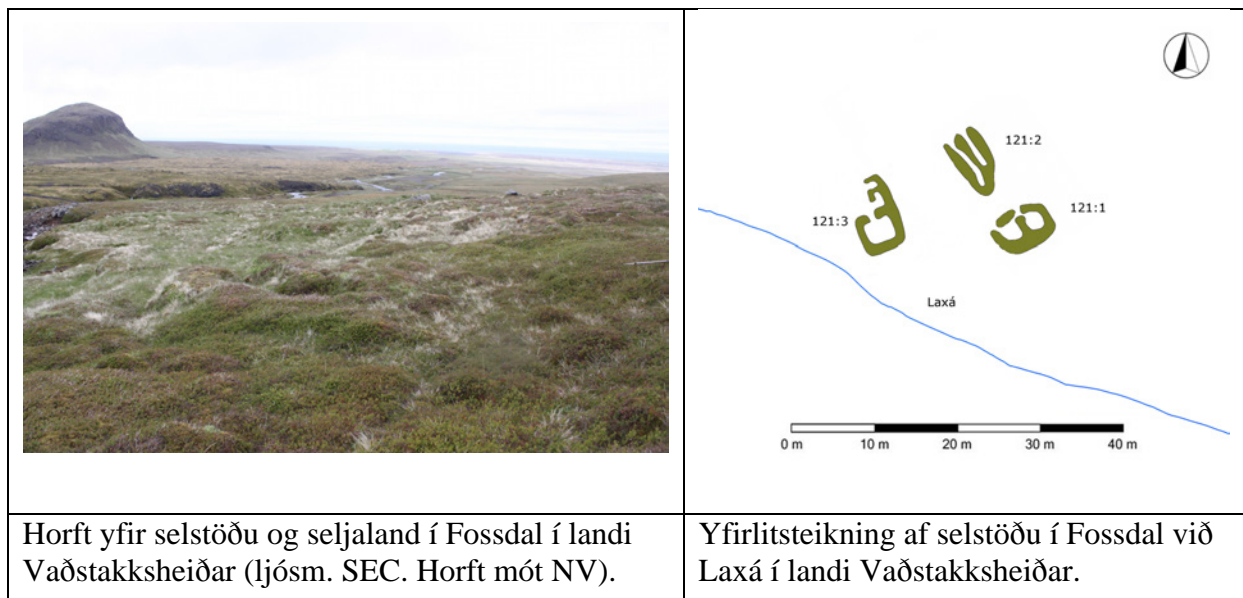 121:2
121:1
121:3
Laxá
0 m 10 m 20 m 30 m 40 m
Horft yfir selstöðu og seljaland í Fossdal í landi
Vaðstakksheiðar (ljósm. SEC. Horft mót NV).
Yfirlitsteikning af selstöðu í Fossdal við
Laxá í landi Vaðstakksheiðar.